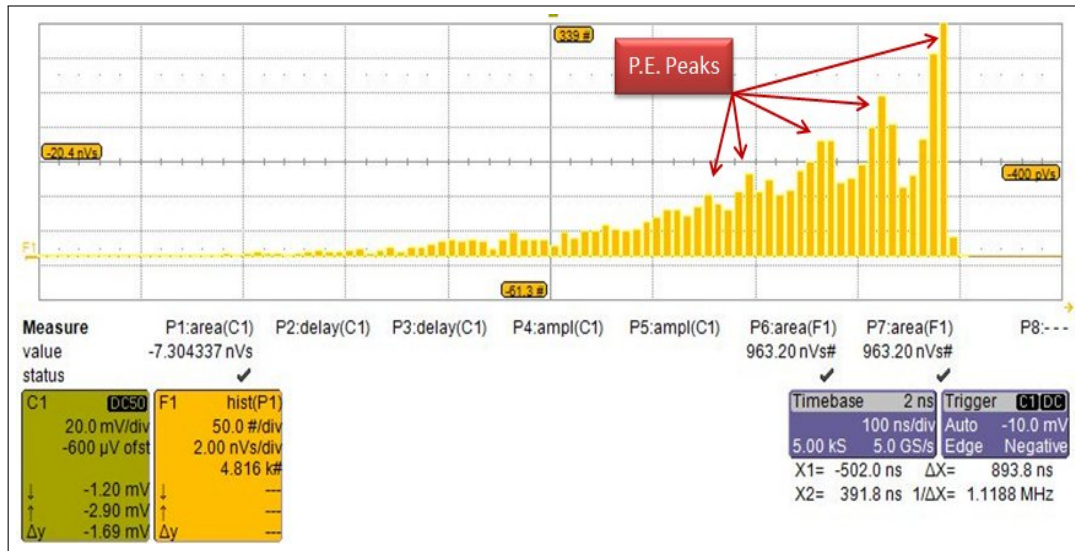 339 #
P.E. Peaks
-20.4 nVs
-400 pVs
F1
-61.3 #
Measure P1:area(C1) P2:delay(C1) P3:delay(C1) P4:ampl(C1) P5:ampl(C1) P6:area(F1) P7:area(F1) P8:---
value -7.304337 nVs 963.20 nVs# 963.20 nVs#
status ✓ ✓ ✓
C1 DC50
20.0 mV/div
-600 µV ofst
↓ -1.20 mV
↑ -2.90 mV
Δy -1.69 mV
F1 hist(P1)
50.0 #/div
2.00 nVs/div
4.816 k#
↓ ---
↑ ---
Δy ---
Timebase 2 ns
100 ns/div
5.00 kS 5.0 GS/s
Trigger C1 DC
Auto -10.0 mV
Edge Negative
X1= -502.0 ns ΔX= 893.8 ns
X2= 391.8 ns 1/ΔX= 1.1188 MHz